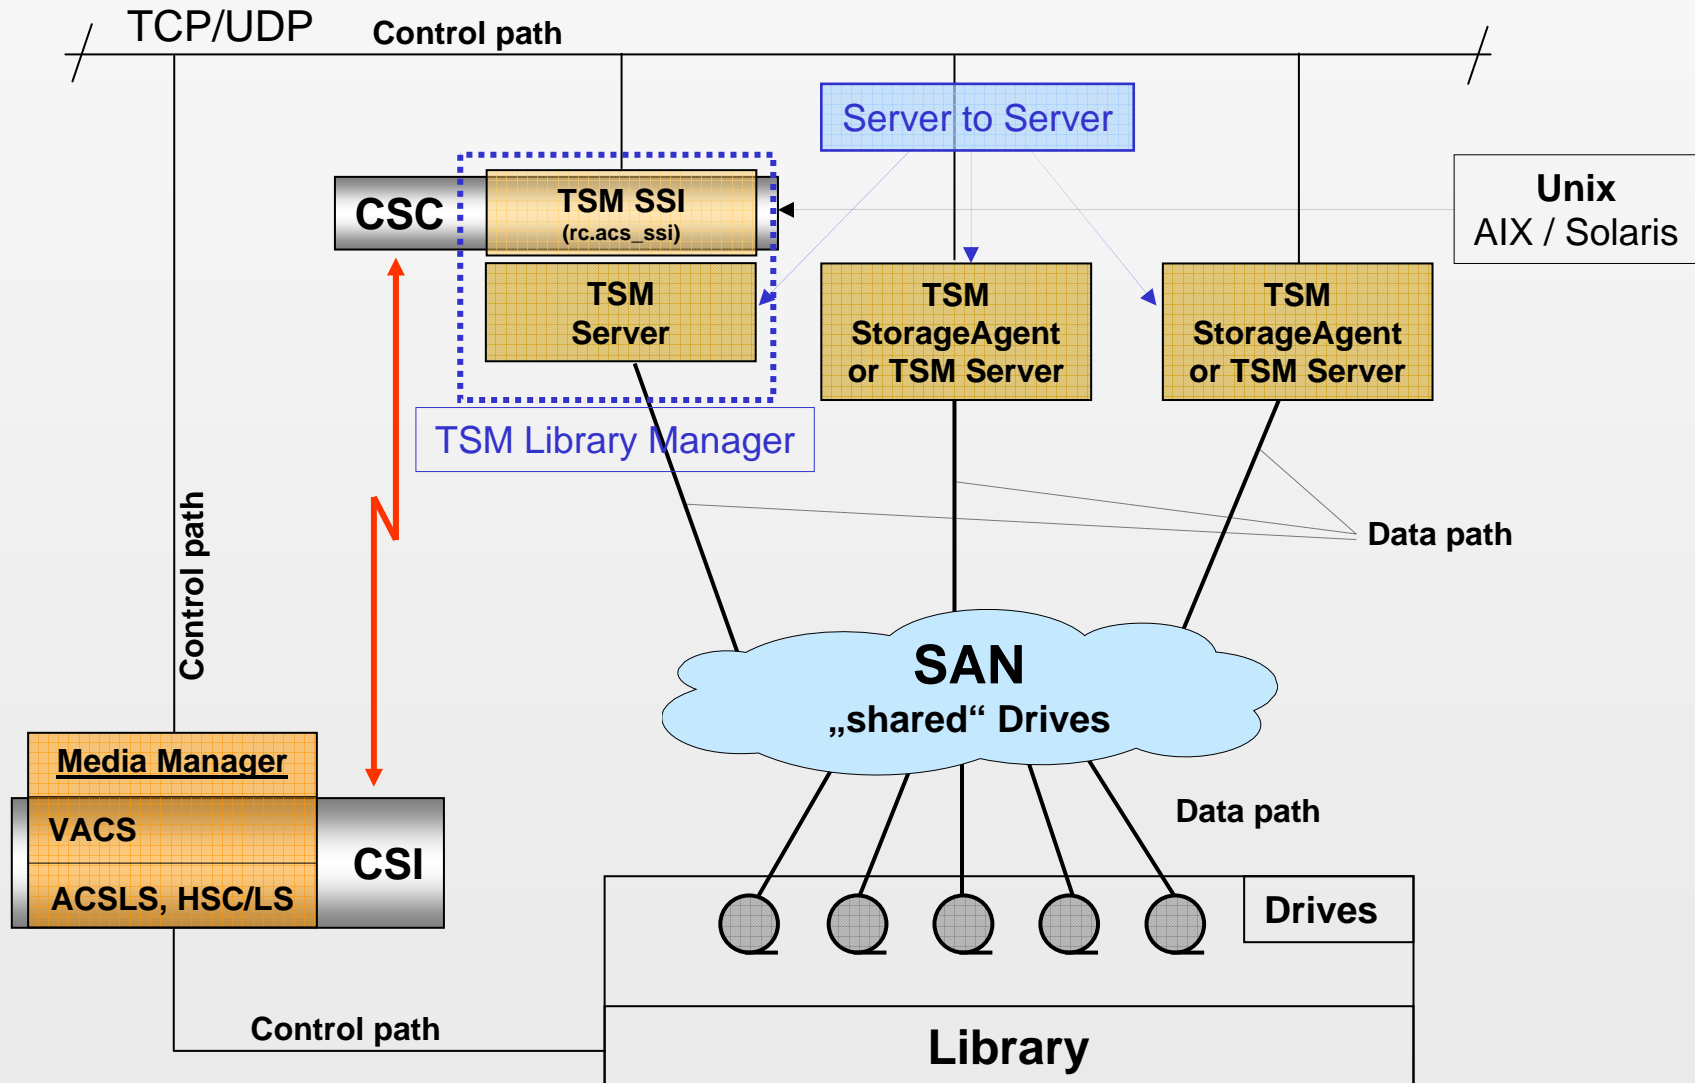 TCP/UDP
Control path
Server to Server
Unix
AIX / Solaris
CSC
TSM SSI
(rc.acs_ssi)
TSM
Server
TSM
StorageAgent
or TSM Server
TSM
StorageAgent
or TSM Server
TSM Library Manager
Control path
Data path
SAN
„shared“ Drives
Media Manager
VACS
ACSLS, HSC/LS
CSI
Data path
Drives
Control path
Library